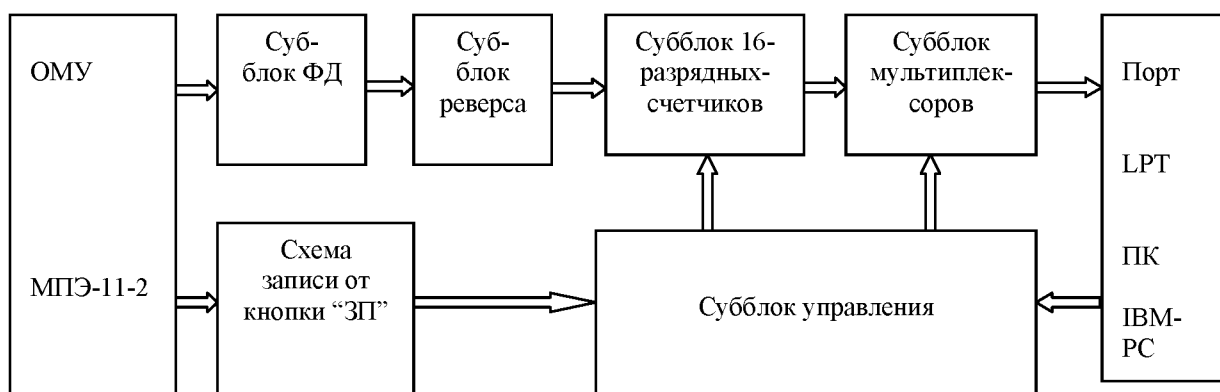 ОМУ
МПЭ-11-2
Суб-
блок ФД
Суб-
блок
реверса
Субблок 16-
разрядных-
счетчиков
Субблок
мультиплек-
соров
Порт
LPT
ПК
IBM-
PC
Схема
записи от
кнопки “ЗП”
Субблок управления